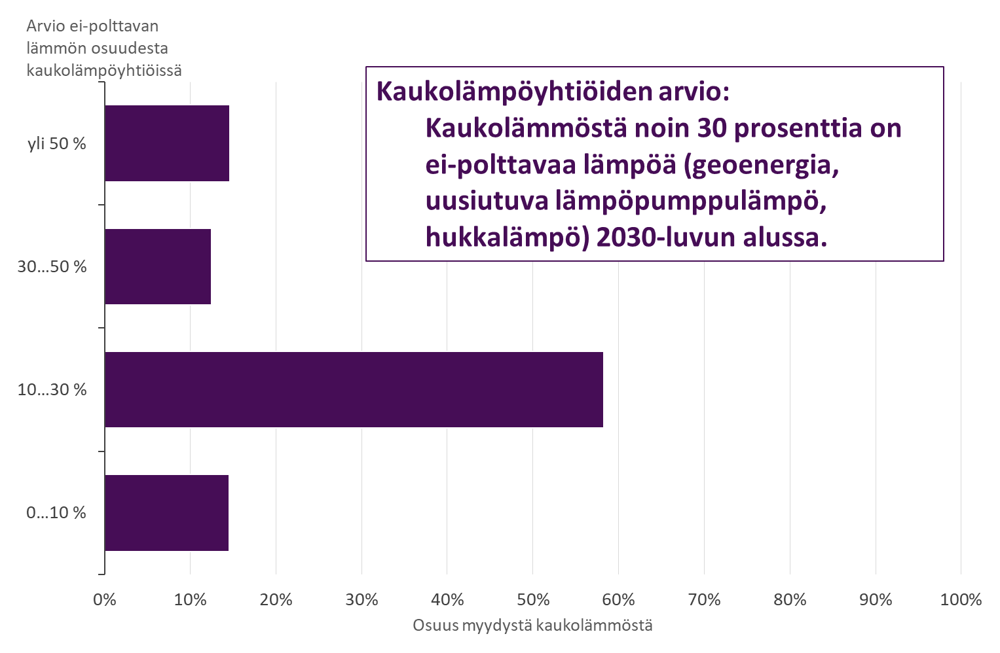 Arvio ei-polttavan
lämmön osuudesta
kaukolämpöyhtiöissä
Kaukolämpöyhtiöiden arvio:
Kaukolämmöstä noin 30 prosenttia on
ei-polttavaa lämpöä (geoenergia,
uusiutuva lämpöpumppulämpö,
hukkalämpö) 2030-luvun alussa.
yli 50 %
30…50 %
10…30 %
0…10 %
0% 10% 20% 30% 40% 50% 60% 70% 80% 90% 100%
Osuus myydystä kaukolämmöstä